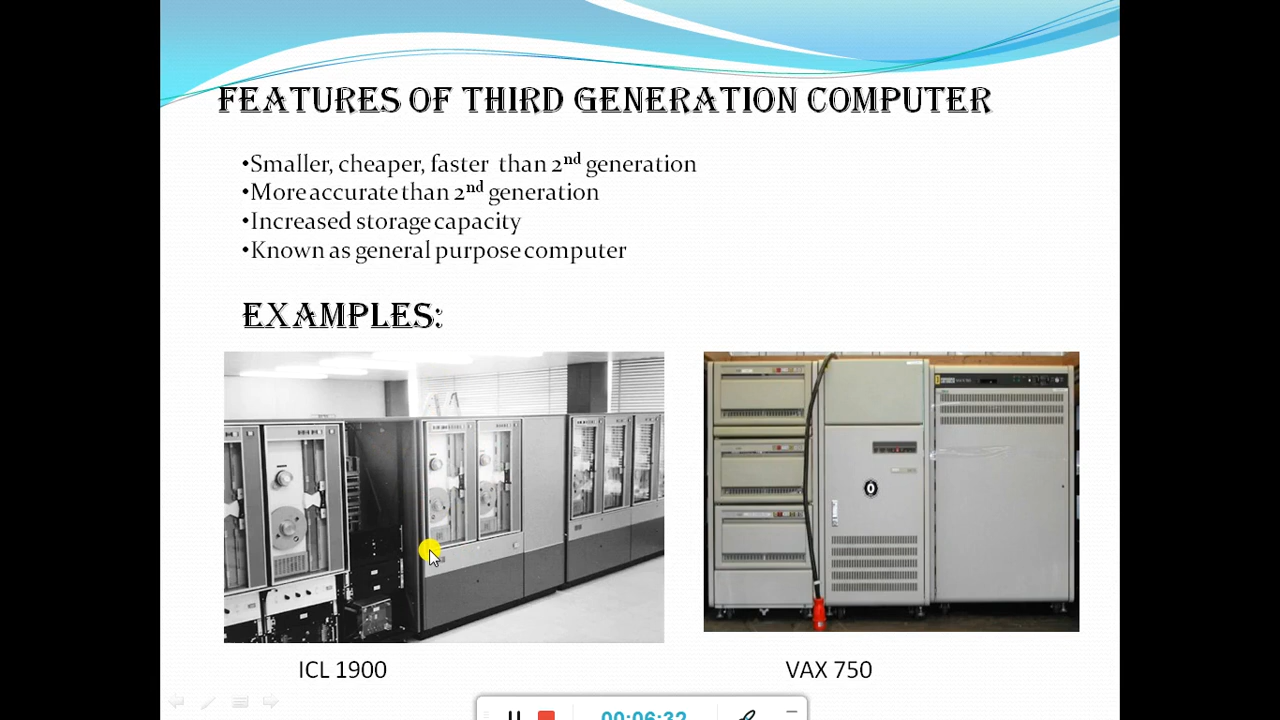 FEATURES OF THIRD GENERATION COMPUTER
•Smaller, cheaper, faster than 2nd generation
•More accurate than 2nd generation
•Increased storage capacity
•Known as general purpose computer
EXAMPLES:
ICL 1900
VAX 750
00:06:32